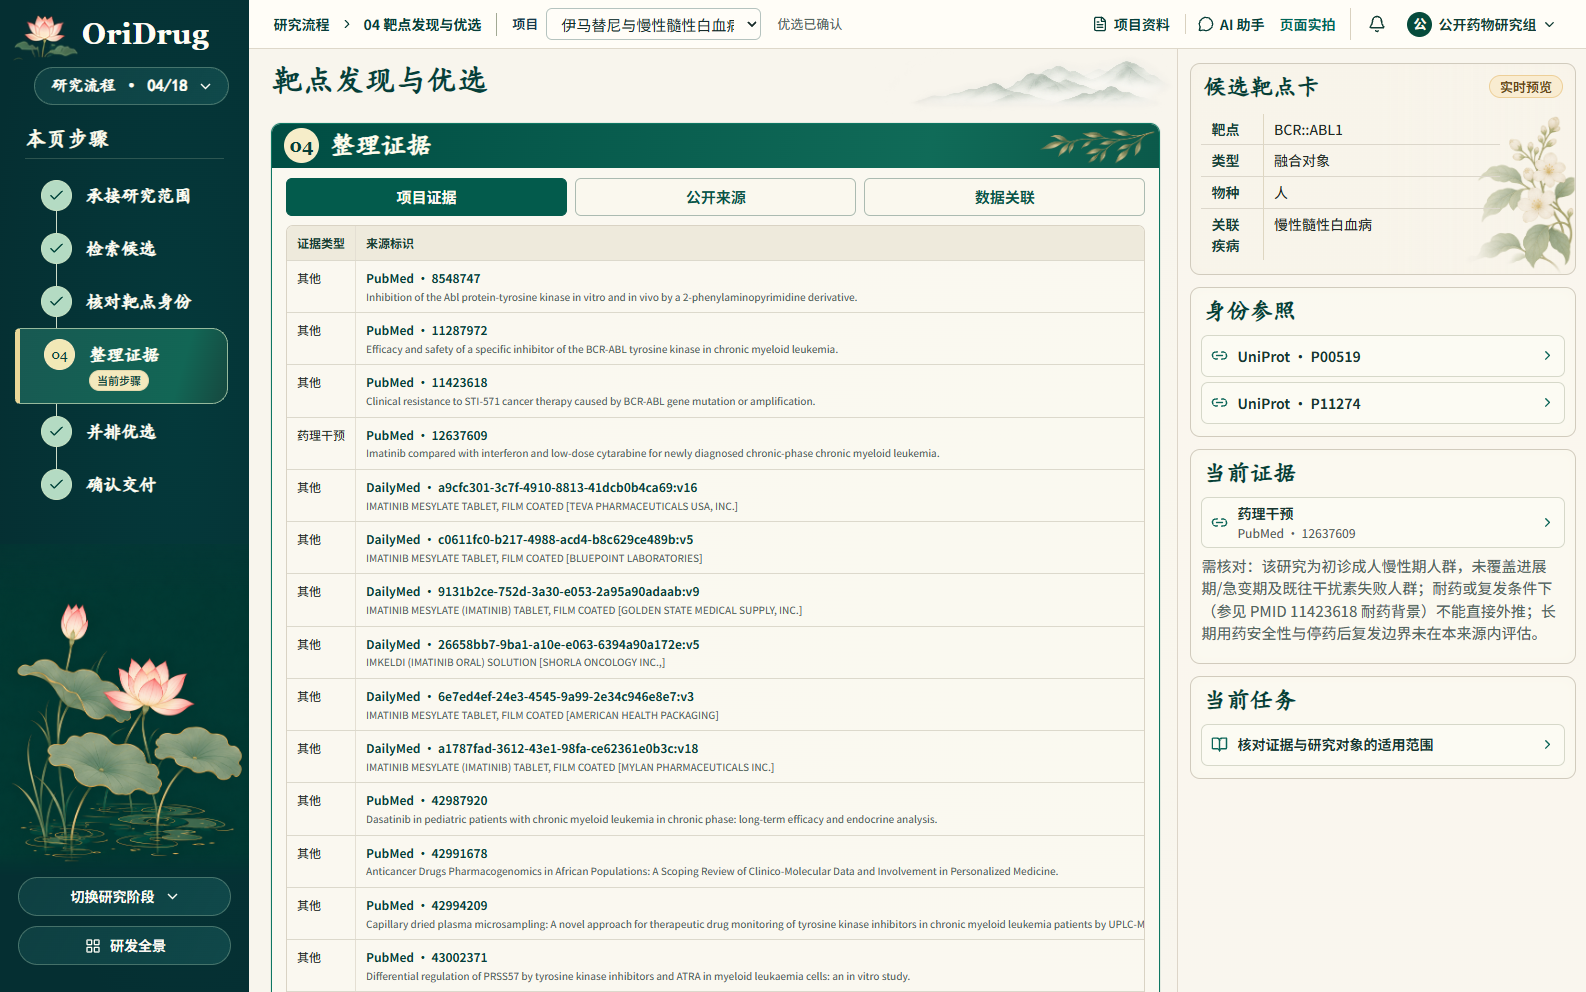 OriDrug
研究流程 • 04/18
本页步骤
承接研究范围
检索候选
核对靶点身份
04 整理证据
当前步骤
并排优选
确认交付
切换研究阶段
研发全景
研究流程 > 04 靶点发现与优选
项目 伊马替尼与慢性髓性白血病 优选已确认
项目资料 AI 助手 页面实拍 公 公开药物研究组
靶点发现与优选
04 整理证据
项目证据 公开来源 数据关联
证据类型 来源标识
其他 PubMed • 8548747
Inhibition of the Abl protein-tyrosine kinase in vitro and in vivo by a 2-phenylaminopyrimidine derivative.
其他 PubMed • 11287972
Efficacy and safety of a specific inhibitor of the BCR-ABL tyrosine kinase in chronic myeloid leukemia.
其他 PubMed • 11423618
Clinical resistance to STI-571 cancer therapy caused by BCR-ABL gene mutation or amplification.
药理干预 PubMed • 12637609
Imatinib compared with interferon and low-dose cytarabine for newly diagnosed chronic-phase chronic myeloid leukemia.
其他 DailyMed • a9cfc301-3c7f-4910-8813-41dcb0b4ca69:v16
IMATINIB MESYLATE TABLET, FILM COATED [TEVA PHARMACEUTICALS USA, INC.]
其他 DailyMed • c0611fc0-b217-4988-acd4-b8c629ce489b:v5
IMATINIB MESYLATE TABLET, FILM COATED [BLUEPOINT LABORATORIES]
其他 DailyMed • 9131b2ce-752d-3a30-e053-2a95a90adaab:v9
IMATINIB MESYLATE (IMATINIB) TABLET, FILM COATED [GOLDEN STATE MEDICAL SUPPLY, INC.]
其他 DailyMed • 26658bb7-9ba1-a10e-e063-6394a90a172e:v5
IMKELDI (IMATINIB ORAL) SOLUTION [SHORLA ONCOLOGY INC.,]
其他 DailyMed • 6e7ed4ef-24e3-4545-9a99-2e34c946e8e7:v3
IMATINIB MESYLATE TABLET, FILM COATED [AMERICAN HEALTH PACKAGING]
其他 DailyMed • a1787fad-3612-43e1-98fa-ce62361e0b3c:v18
IMATINIB MESYLATE (IMATINIB) TABLET, FILM COATED [MYLAN PHARMACEUTICALS INC.]
其他 PubMed • 42987920
Dasatinib in pediatric patients with chronic myeloid leukemia in chronic phase: long-term efficacy and endocrine analysis.
其他 PubMed • 42991678
Anticancer Drugs Pharmacogenomics in African Populations: A Scoping Review of Clinico-Molecular Data and Involvement in Personalized Medicine.
其他 PubMed • 42994209
Capillary dried plasma microsampling: A novel approach for therapeutic drug monitoring of tyrosine kinase inhibitors in chronic myeloid leukemia patients by UPLC-M
其他 PubMed • 43002371
Differential regulation of PRSS57 by tyrosine kinase inhibitors and ATRA in myeloid leukaemia cells: an in vitro study.
候选靶点卡 实时预览
靶点 BCR::ABL1
类型 融合对象
物种 人
关联疾病 慢性髓性白血病
身份参照
UniProt • P00519
UniProt • P11274
当前证据
药理干预
PubMed • 12637609
需核对：该研究为初诊成人慢性期人群，未覆盖进展
期/急变期及既往干扰素失败人群；耐药或复发条件下
（参见 PMID 11423618 耐药背景）不能直接外推；长
期用药安全性与停药后复发边界未在本来源内评估。
当前任务
核对证据与研究对象的适用范围